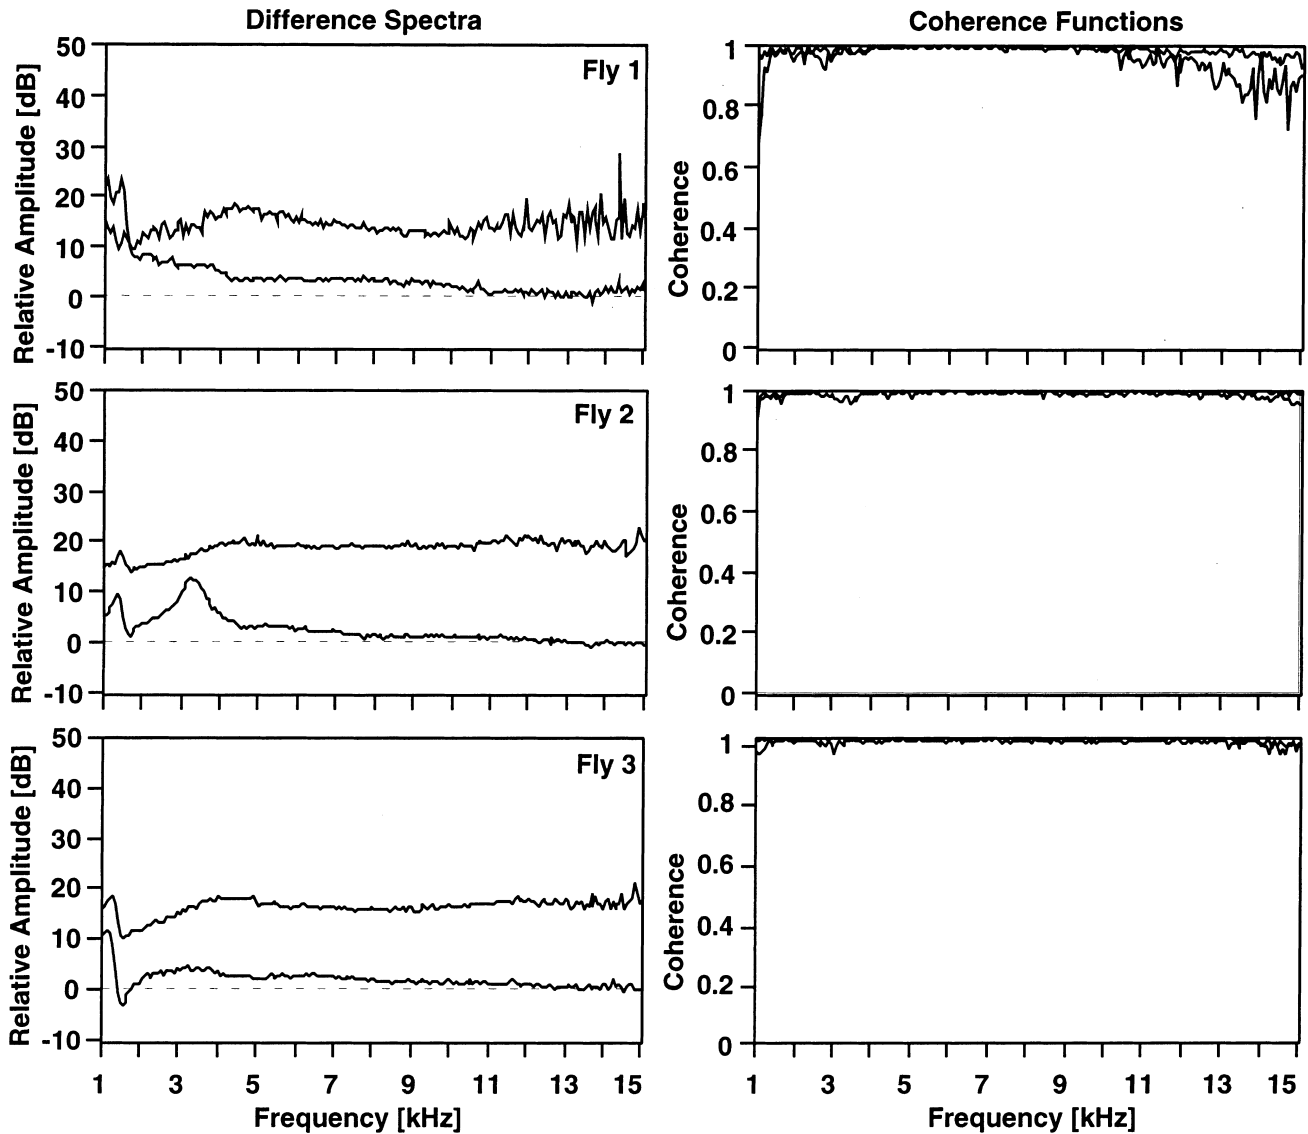 Difference Spectra
Coherence Functions
Relative Amplitude [dB]
50
40
30
20
10
0
-10
Fly 1
Coherence
1
0.8
0.6
0.4
0.2
0
Relative Amplitude [dB]
50
40
30
20
10
0
-10
Fly 2
Coherence
1
0.8
0.6
0.4
0.2
0
Relative Amplitude [dB]
50
40
30
20
10
0
-10
Fly 3
1 3 5 7 9 11 13 15
Frequency [kHz]
Coherence
1
0.8
0.6
0.4
0.2
0
1 3 5 7 9 11 13 15
Frequency [kHz]